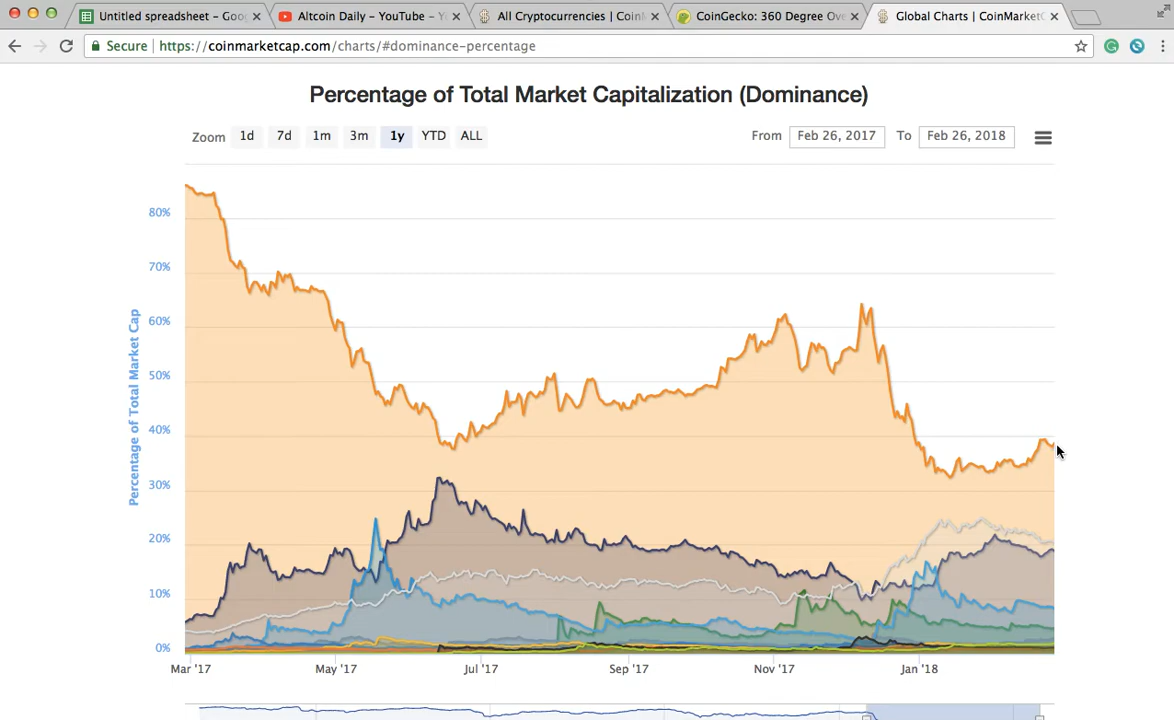 Untitled spreadsheet – Goo
Altcoin Daily – YouTube – Y
All Cryptocurrencies | Coin
CoinGecko: 360 Degree Ov
Global Charts | CoinMarketC
Secure https://coinmarketcap.com/charts/#dominance-percentage
Percentage of Total Market Capitalization (Dominance)
Zoom 1d 7d 1m 3m 1y YTD ALL From Feb 26, 2017 To Feb 26, 2018
Percentage of Total Market Cap
80%
70%
60%
50%
40%
30%
20%
10%
0%
Mar '17 May '17 Jul '17 Sep '17 Nov '17 Jan '18